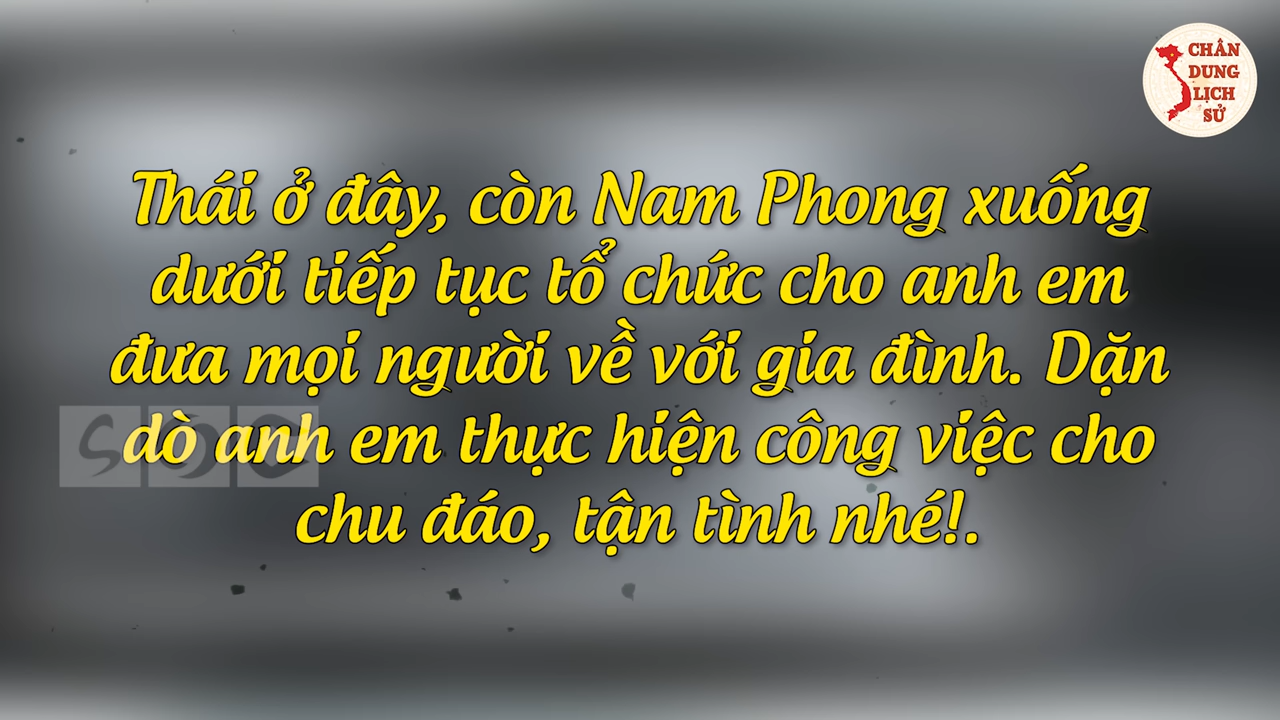 CHÂN
DUNG
LỊCH
SỬ
Thái ở đây, còn Nam Phong xuống
dưới tiếp tục tổ chức cho anh em
đưa mọi người về với gia đình. Dặn
dò anh em thực hiện công việc cho
chu đáo, tận tình nhé!.